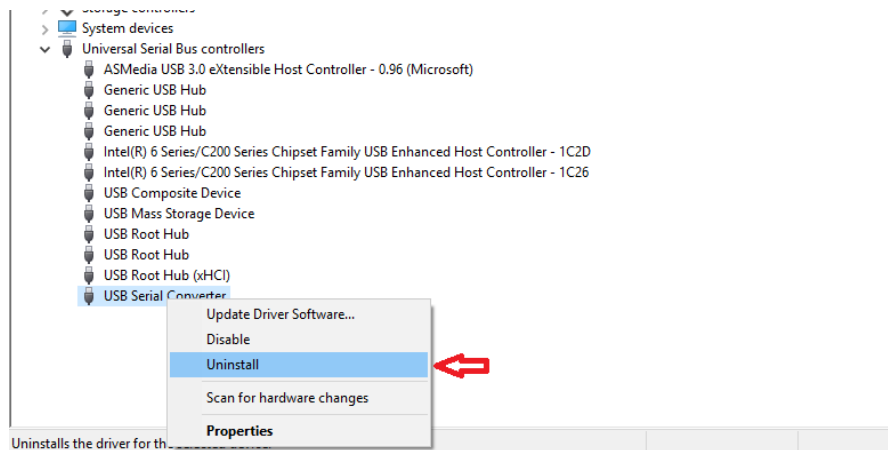 Storage controllers
System devices
Universal Serial Bus controllers
ASMedia USB 3.0 eXtensible Host Controller - 0.96 (Microsoft)
Generic USB Hub
Generic USB Hub
Generic USB Hub
Intel(R) 6 Series/C200 Series Chipset Family USB Enhanced Host Controller - 1C2D
Intel(R) 6 Series/C200 Series Chipset Family USB Enhanced Host Controller - 1C26
USB Composite Device
USB Mass Storage Device
USB Root Hub
USB Root Hub
USB Root Hub (xHCI)
USB Serial Converter
Update Driver Software...
Disable
Uninstall
Scan for hardware changes
Properties
Uninstalls the driver for the